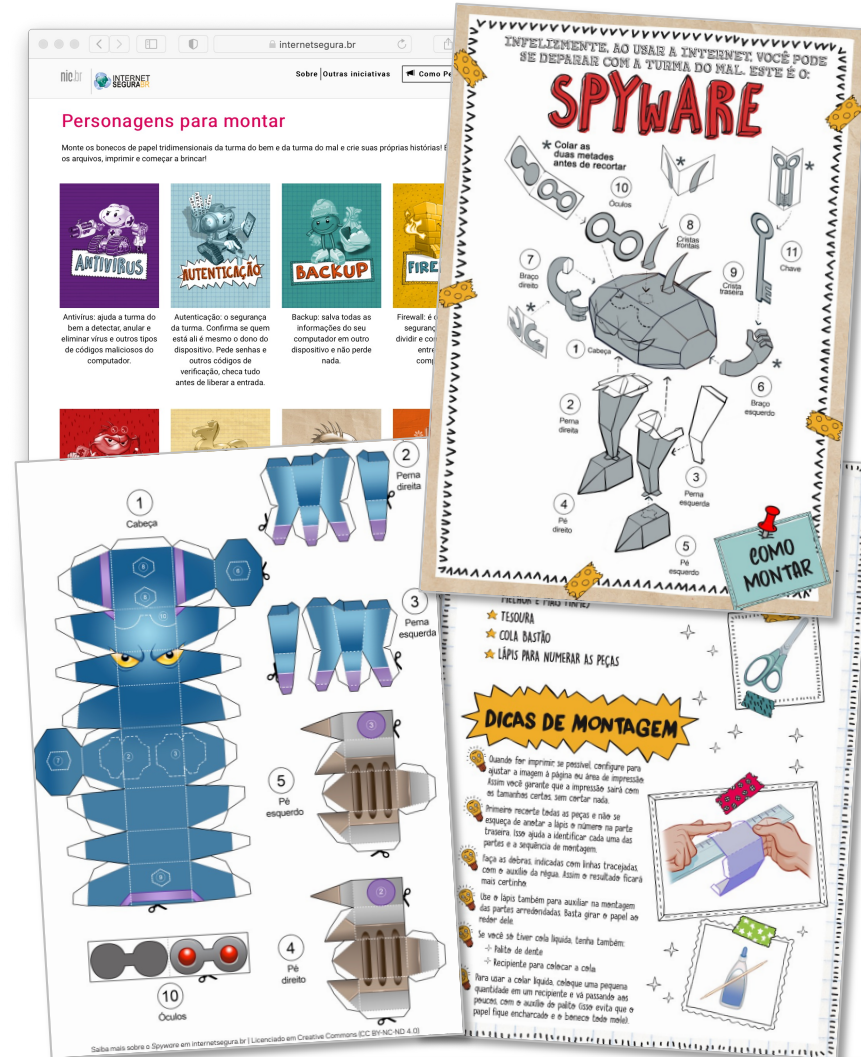 internetsegura.br
nic.br
INTERNET
SEGURABR
Sobre
Outras iniciativas
Como
Personagens para montar
Monte os bonecos de papel tridimensionais da turma do bem e da turma do mal e crie suas próprias histórias!
os arquivos, imprimir e começar a brincar!
ANTIVÍRUS
AUTENTICAÇÃO
BACKUP
FIRE
Antivírus: ajuda a turma do
bem a detectar, anular e
eliminar vírus e outros tipos
de códigos maliciosos do
computador.
Autenticação: o segurança
da turma. Confirma se quem
está ali é mesmo o dono do
dispositivo. Pede senhas e
outros códigos de
verificação, checa tudo
antes de liberar a entrada.
Backup: salva todas as
informações do seu
computador em outro
dispositivo e não perde
nada.
Firewall: é
seguranç
dividir e co
entre
comp
INFELIZMENTE, AO USAR A INTERNET, VOCÊ PODE
SE DEPARAR COM A TURMA DO MAL. ESTE É O:
SPYWARE
* Colar as
duas metades
antes de recortar
10
Óculos
*
*
8
Cristas
frontais
11
Chave
7
Braço
direito
9
Crista
traseira
*
1 Cabeça
*
6
Braço
esquerdo
2
Perna
direita
3
Perna
esquerda
4
Pé
direito
5
Pé
esquerdo
COMO
MONTAR
1
Cabeça
2
Perna
direita
3
Perna
esquerda
8
8
6
10
7
2
3
9
5
Pé
esquerdo
3
4
Pé
direito
2
10
Óculos
Saiba mais sobre o Spyware em internetsegura.br | Licenciado em Creative Commons (CC BY-NC-ND 4.0)
TESOURA
COLA BASTÃO
LÁPIS PARA NUMERAR AS PEÇAS
DICAS DE MONTAGEM
Quando for imprimir, se possível, configure para
ajustar a imagem à página ou área de impressão.
Assim você garante que a impressão sairá com
os tamanhos certos, sem cortar nada.
Primeiro recorte todas as peças e não se
esqueça de anotar a lápis o número na parte
traseira. Isso ajuda a identificar cada uma das
partes e a sequência de montagem.
Faça as dobras, indicadas com linhas tracejadas,
com o auxílio da régua. Assim o resultado ficará
mais certinho.
Use o lápis também para auxiliar na montagem
das partes arredondadas. Basta girar o papel ao
redor dele.
Se você só tiver cola líquida, tenha também:
Palito de dente
Recipiente para colocar a cola
Para usar a colar líquida, coloque uma pequena
quantidade em um recipiente e vá passando aos
poucos, com o auxílio do palito (isso evita que o
papel fique encharcado e o boneco todo mole).